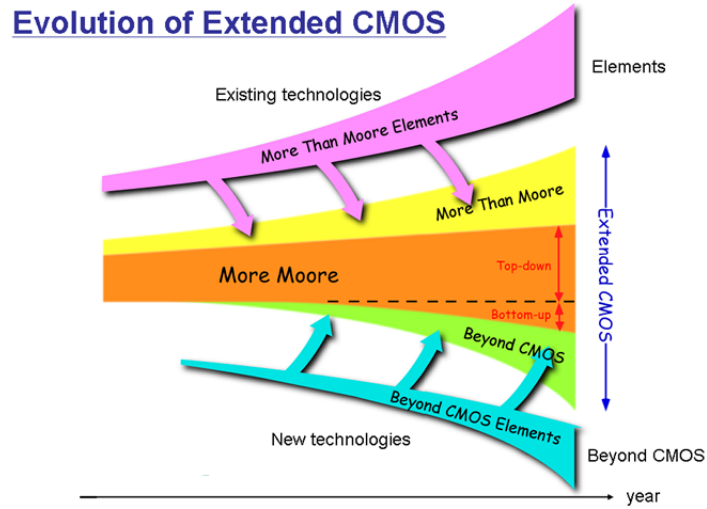 Evolution of Extended CMOS
Elements
Existing technologies
More Than Moore Elements
More Than Moore
Extended CMOS
More Moore
Top-down
Bottom-up
Beyond CMOS
Beyond CMOS Elements
New technologies
Beyond CMOS
year